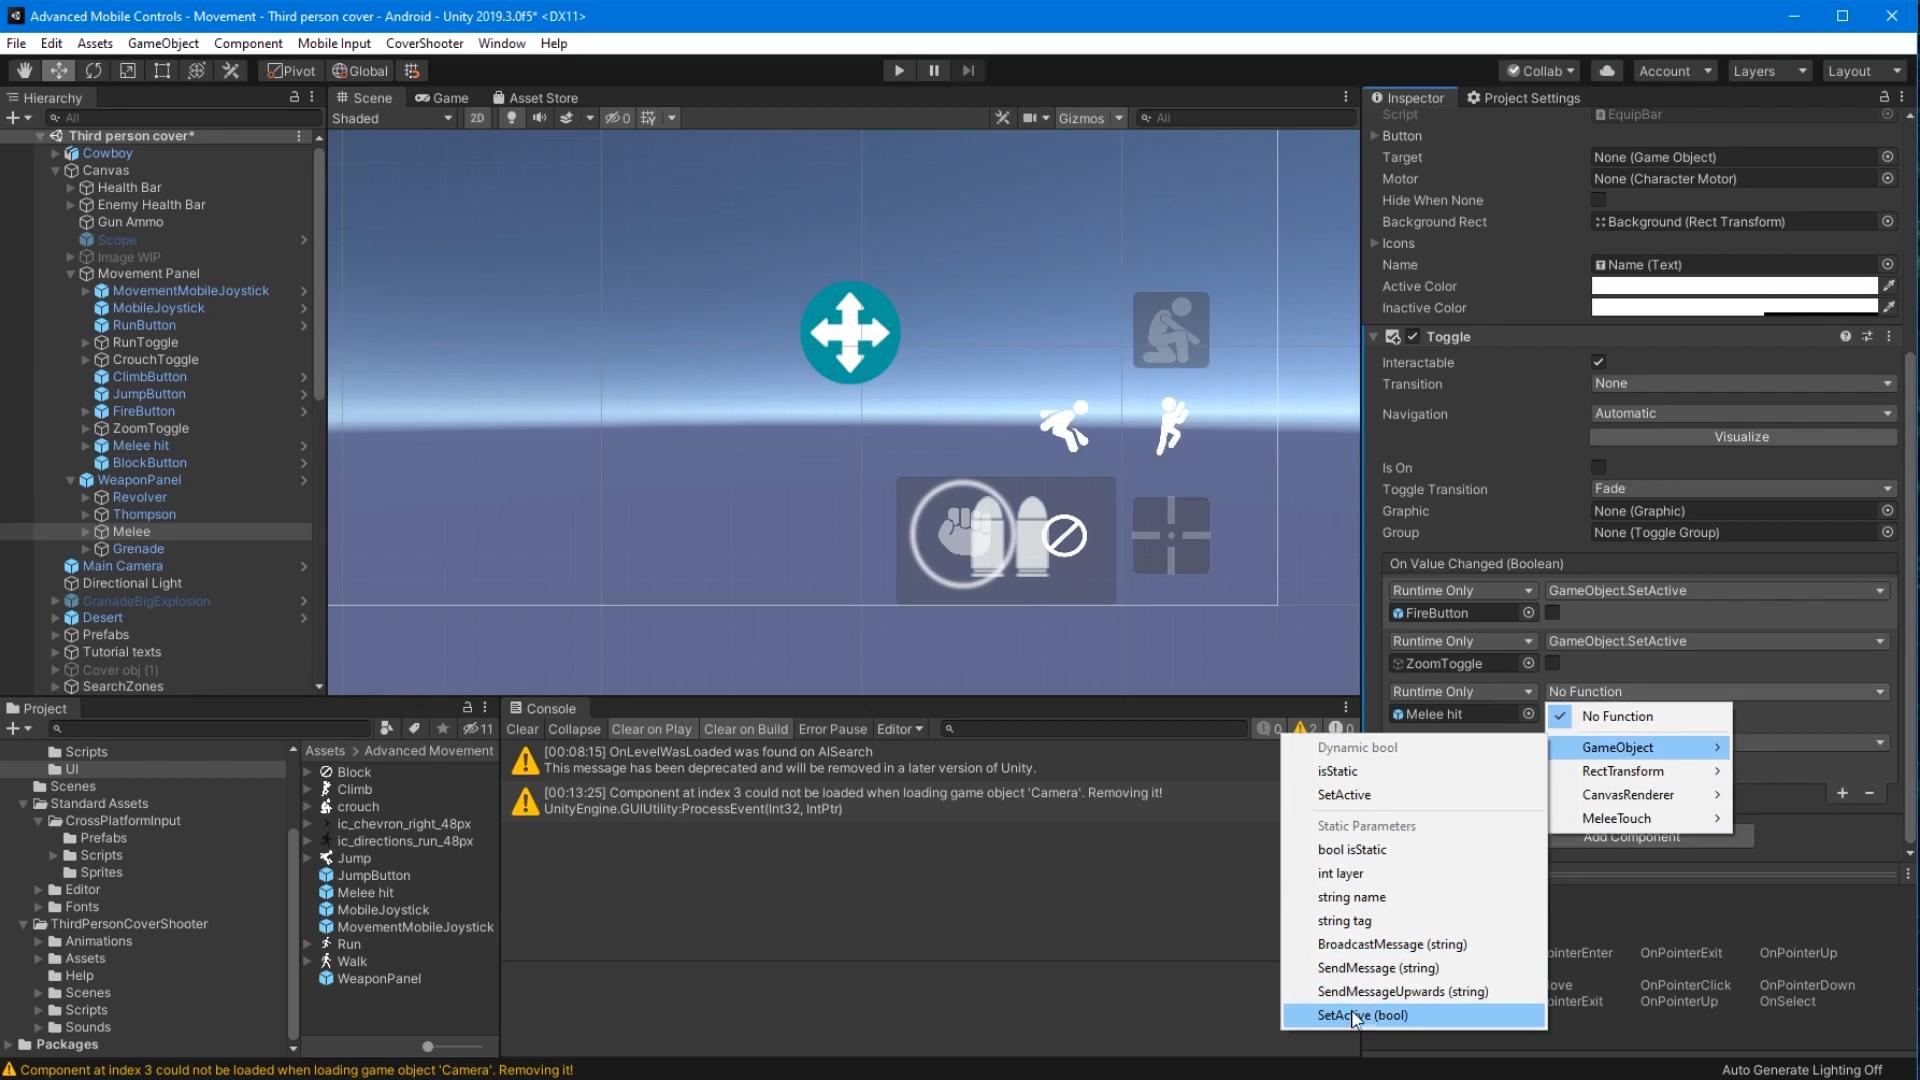 Advanced Mobile Controls - Movement - Third person cover - Android - Unity 2019.3.0f5* <DX11>
File Edit Assets GameObject Component Mobile Input CoverShooter Window Help
Pivot Global Collab Account Layers Layout
Hierarchy
All
Third person cover*
Cowboy
Canvas
Health Bar
Enemy Health Bar
Gun Ammo
Scope
Image WIP
Movement Panel
MovementMobileJoystick
MobileJoystick
RunButton
RunToggle
CrouchToggle
ClimbButton
JumpButton
FireButton
ZoomToggle
Melee hit
BlockButton
WeaponPanel
Revolver
Thompson
Melee
Grenade
Main Camera
Directional Light
GranadeBigExplosion
Desert
Prefabs
Tutorial texts
Cover obj (1)
SearchZones
Scene Game Asset Store
Shaded 2D 0 Gizmos All
Inspector Project Settings
Script EquipBar
Button
Target None (Game Object)
Motor None (Character Motor)
Hide When None
Background Rect Background (Rect Transform)
Icons
Name Name (Text)
Active Color
Inactive Color
Toggle
Interactable
Transition None
Navigation Automatic
Visualize
Is On
Toggle Transition Fade
Graphic None (Graphic)
Group None (Toggle Group)
On Value Changed (Boolean)
Runtime Only GameObject.SetActive
FireButton
Runtime Only GameObject.SetActive
ZoomToggle
Runtime Only No Function
Melee hit
No Function
GameObject
RectTransform
CanvasRenderer
MeleeTouch
Add Component
Dynamic bool
isStatic
SetActive
Static Parameters
bool isStatic
int layer
string name
string tag
BroadcastMessage (string)
SendMessage (string)
SendMessageUpwards (string)
SetActive (bool)
OnPointerExit OnPointerUp
OnPointerClick OnPointerDown
OnPointerUp OnSelect
Project
11
Scripts
UI
Scenes
Standard Assets
CrossPlatformInput
Prefabs
Scripts
Sprites
Editor
Fonts
ThirdPersonCoverShooter
Animations
Assets
Help
Scenes
Scripts
Sounds
Packages
Assets > Advanced Movement
Block
Climb
crouch
ic_chevron_right_48px
ic_directions_run_48px
Jump
JumpButton
Melee hit
MobileJoystick
MovementMobileJoystick
Run
Walk
WeaponPanel
Console
Clear Collapse Clear on Play Clear on Build Error Pause Editor 0 2 0
[00:08:15] OnLevelWasLoaded was found on AISearch
This message has been deprecated and will be removed in a later version of Unity.
[00:13:25] Component at index 3 could not be loaded when loading game object 'Camera'. Removing it!
UnityEngine.GUIUtility:ProcessEvent(Int32, IntPtr)
Component at index 3 could not be loaded when loading game object 'Camera'. Removing it!
Auto Generate Lighting Off